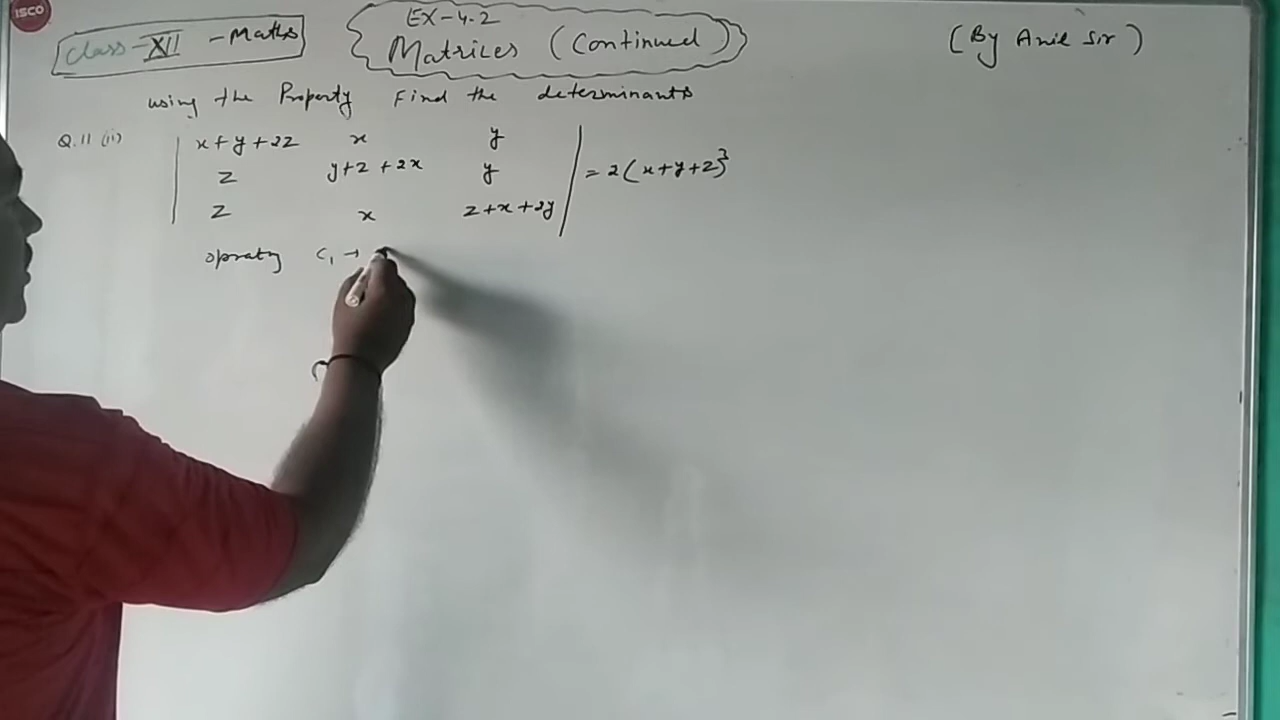 ISCO
Class - XII - Maths
EX-4.2
Matrices (Continued)
(By Anil Sir)
using the Property Find the determinants
Q.11 (ii)
x+y+2z x y
z y+z+2x y = 2(x+y+z)³
z x z+x+2y
opratg C₁ →